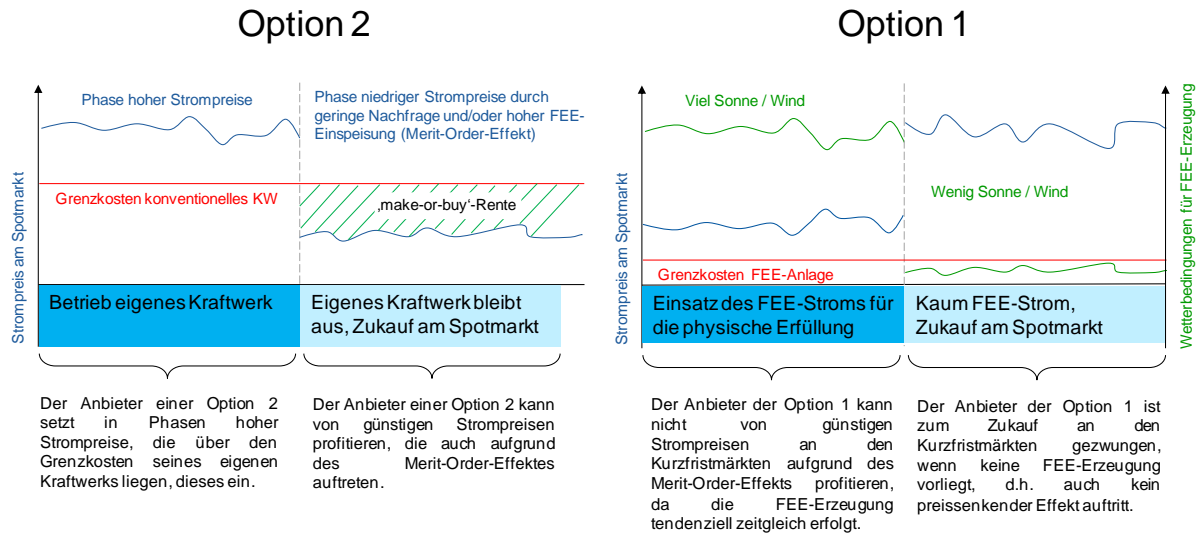 Option 2
Strompreis am Spotmarkt
Phase hoher Strompreise
Phase niedriger Strompreise durch
geringe Nachfrage und/oder hoher FEE-
Einspeisung (Merit-Order-Effekt)
Grenzkosten konventionelles KW
‚make-or-buy‘-Rente
Betrieb eigenes Kraftwerk
Eigenes Kraftwerk bleibt
aus, Zukauf am Spotmarkt
Der Anbieter einer Option 2
setzt in Phasen hoher
Strompreise, die über den
Grenzkosten seines eigenen
Kraftwerks liegen, dieses ein.
Der Anbieter einer Option 2 kann
von günstigen Strompreisen
profitieren, die auch aufgrund
des Merit-Order-Effektes
auftreten.
Option 1
Strompreis am Spotmarkt
Viel Sonne / Wind
Wenig Sonne / Wind
Grenzkosten FEE-Anlage
Einsatz des FEE-Stroms für
die physische Erfüllung
Kaum FEE-Strom,
Zukauf am Spotmarkt
Wetterbedingungen für FEE-Erzeugung
Der Anbieter der Option 1 kann
nicht von günstigen
Strompreisen an den
Kurzfristmärkten aufgrund des
Merit-Order-Effekts profitieren,
da die FEE-Erzeugung
tendenziell zeitgleich erfolgt.
Der Anbieter der Option 1 ist
zum Zukauf an den
Kurzfristmärkten gezwungen,
wenn keine FEE-Erzeugung
vorliegt, d.h. auch kein
preissenkender Effekt auftritt.